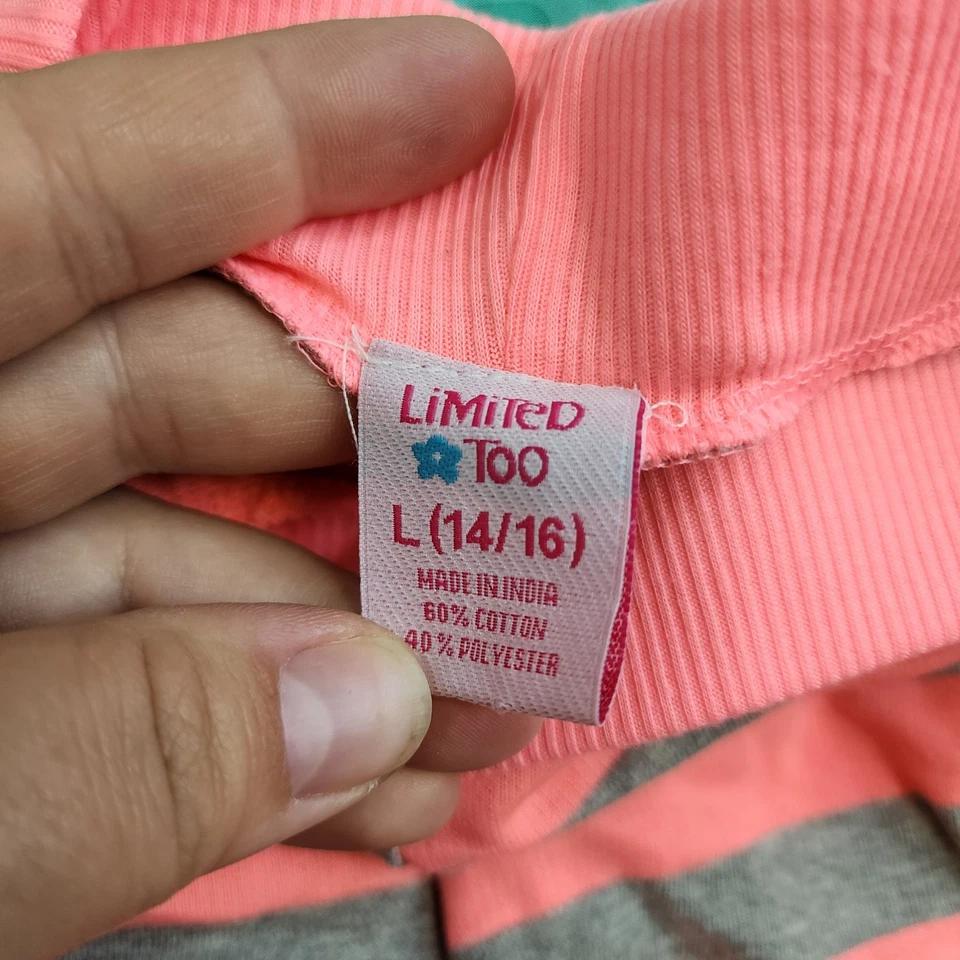 LiMiTeD
Too
L (14/16)
MADE IN INDIA
60% COTTON
40% POLYESTER